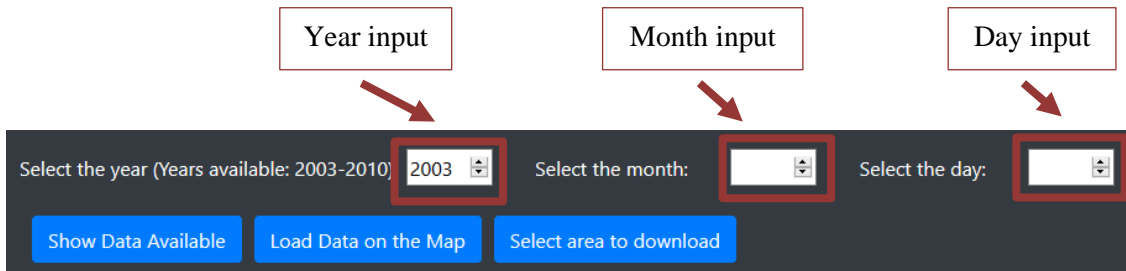 Year input
Month input
Day input
Select the year (Years available: 2003-2010) 2003 Select the month: Select the day:
Show Data Available Load Data on the Map Select area to download